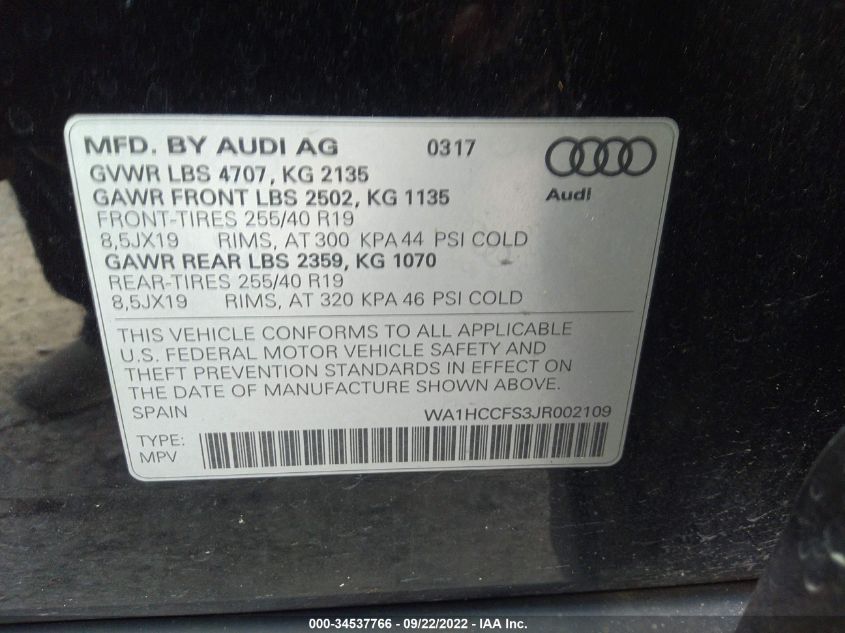 MFD. BY AUDI AG 0317
GVWR LBS 4707, KG 2135
GAWR FRONT LBS 2502, KG 1135
Audi
FRONT-TIRES 255/40 R19
8,5JX19 RIMS, AT 300 KPA 44 PSI COLD
GAWR REAR LBS 2359, KG 1070
REAR-TIRES 255/40 R19
8,5JX19 RIMS, AT 320 KPA 46 PSI COLD
THIS VEHICLE CONFORMS TO ALL APPLICABLE
U.S. FEDERAL MOTOR VEHICLE SAFETY AND
THEFT PREVENTION STANDARDS IN EFFECT ON
THE DATE OF MANUFACTURE SHOWN ABOVE.
SPAIN WA1HCCFS3JR002109
TYPE:
MPV
000-34537766 - 09/22/2022 - IAA Inc.